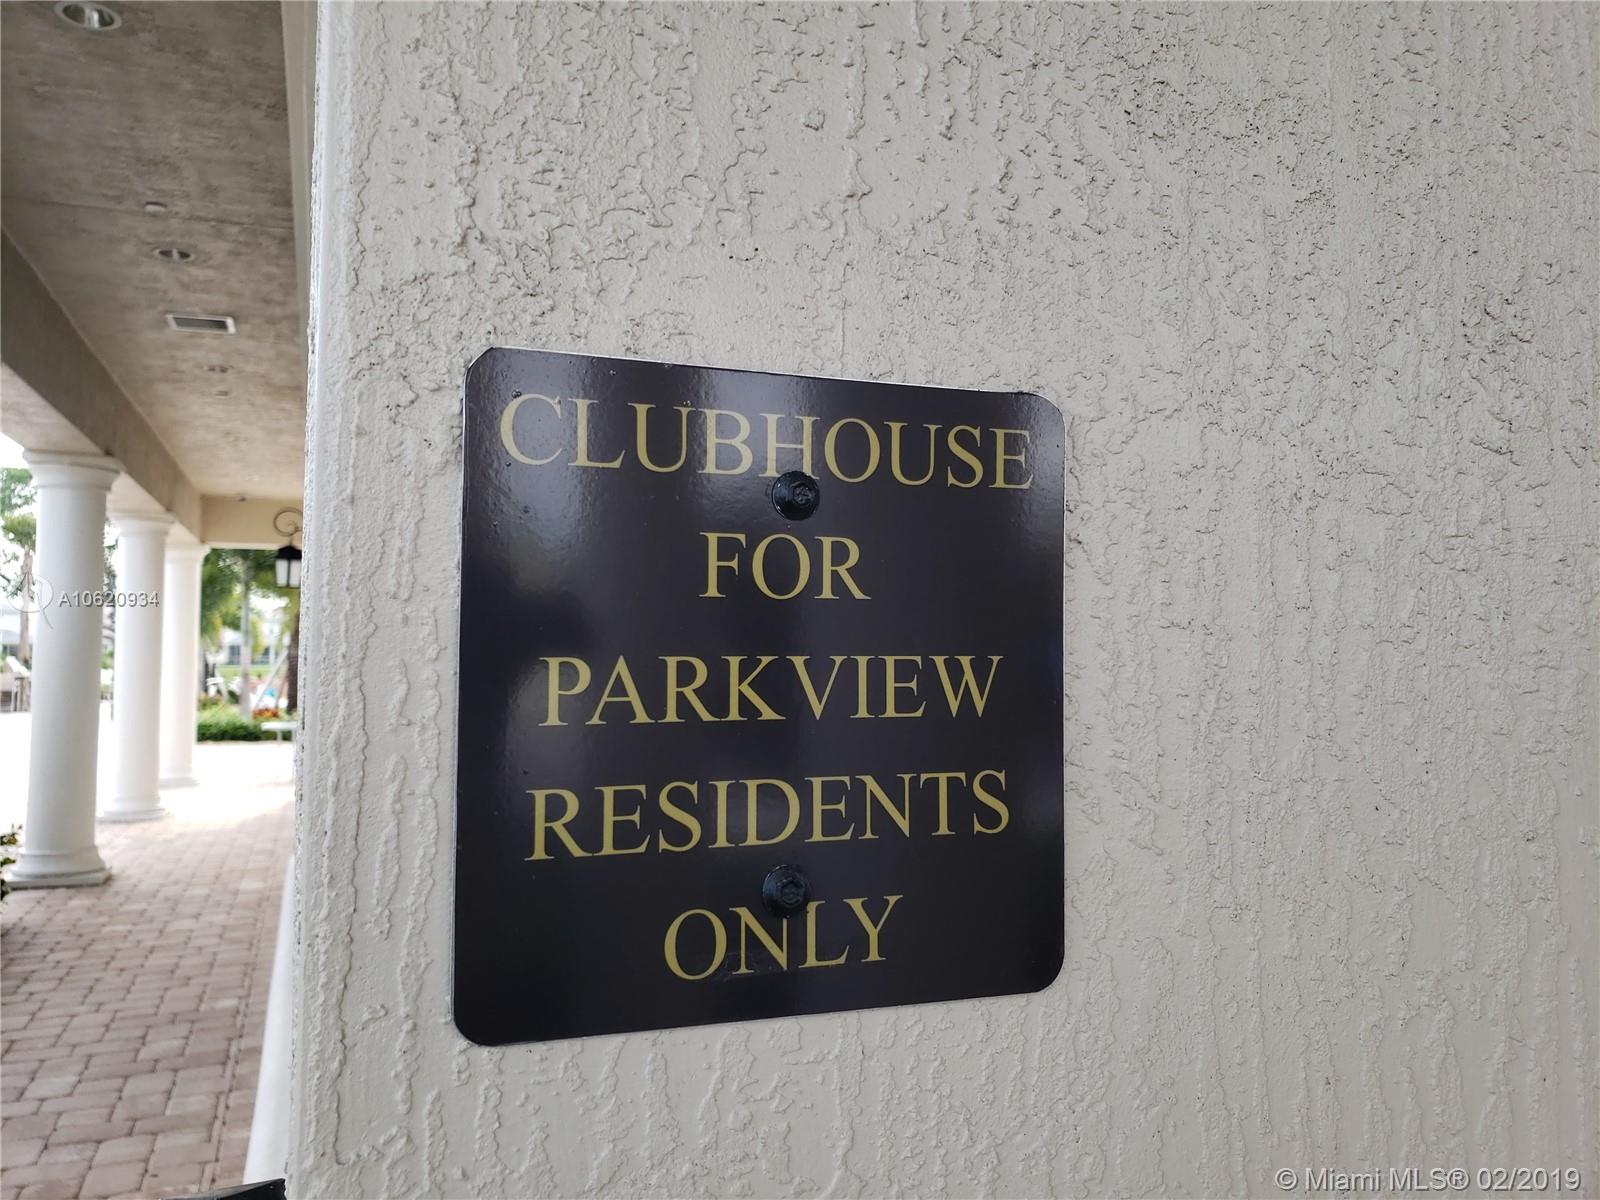 CLUBHOUSE
FOR
PARKVIEW
RESIDENTS
ONLY
A10620934
© Miami MLS® 02/2019